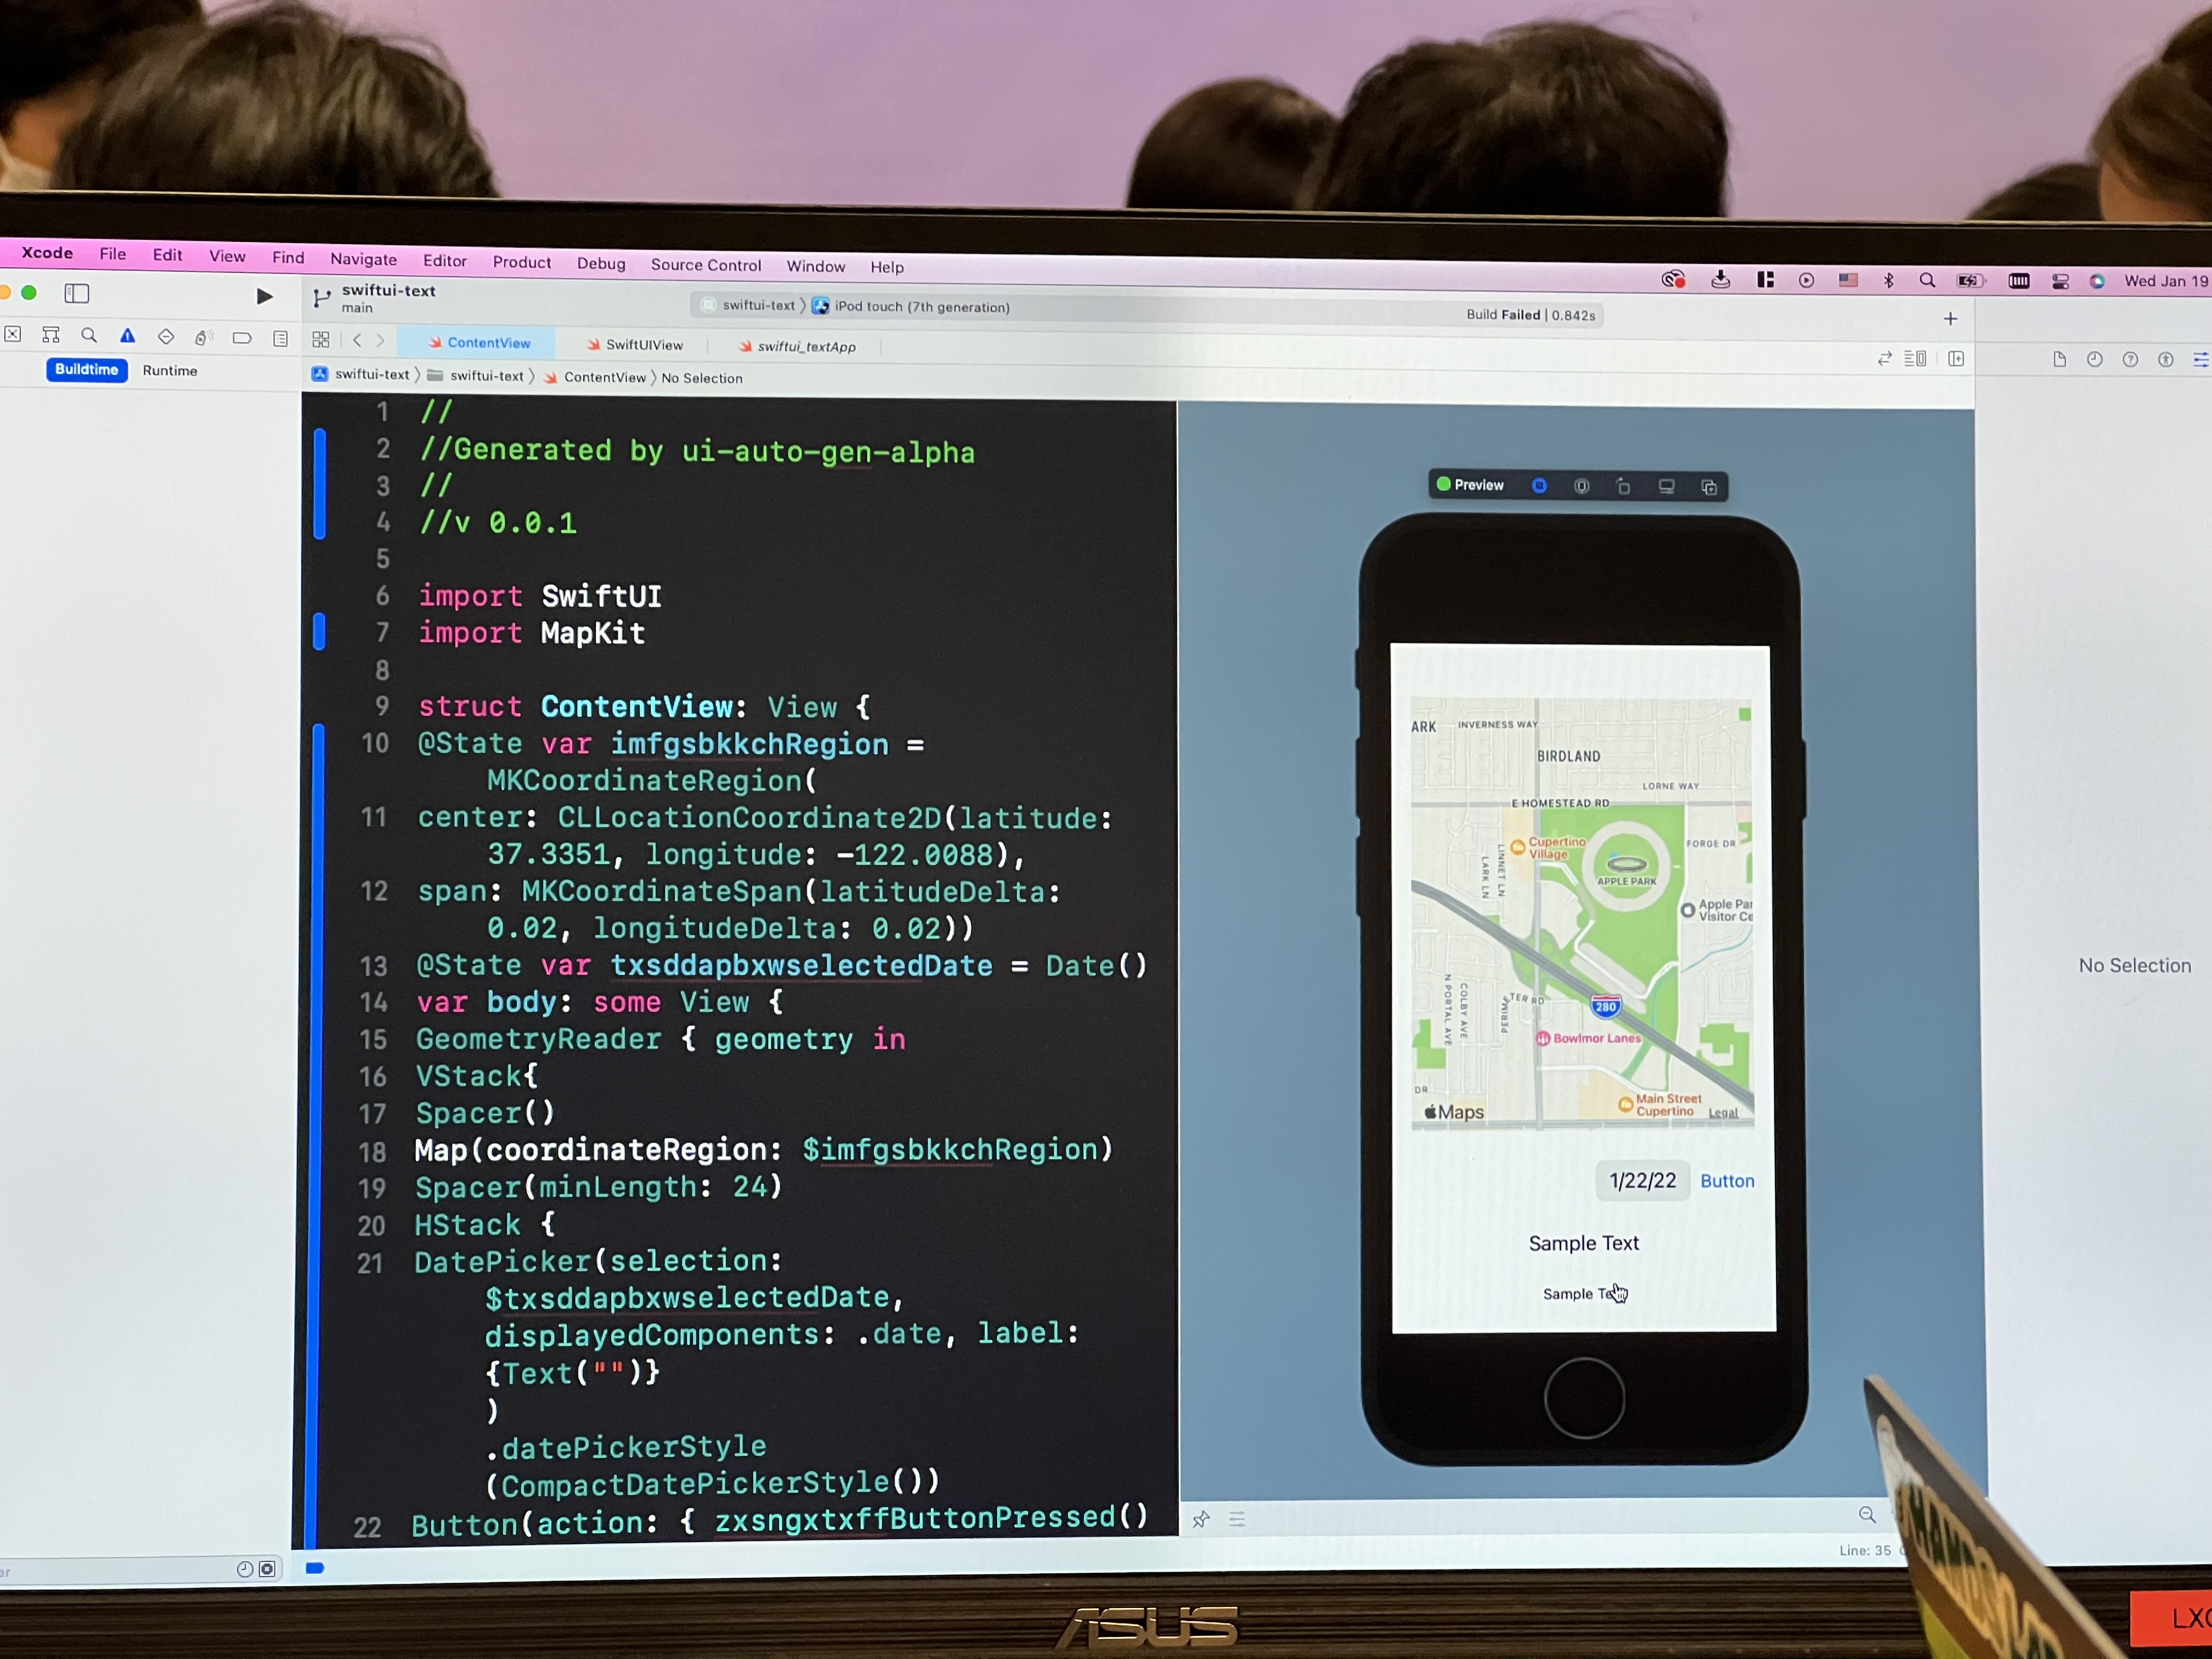 Xcode File Edit View Find Navigate Editor Product Debug Source Control Window Help
Wed Jan 19
swiftui-text
main
swiftui-text
iPod touch (7th generation)
Build Failed | 0.842s
ContentView
SwiftUIView
swiftui_textApp
Buildtime
Runtime
swiftui-text
swiftui-text
ContentView
No Selection
1 //
2 //Generated by ui-auto-gen-alpha
3 //
4 //v 0.0.1
5
6 import SwiftUI
7 import MapKit
8
9 struct ContentView: View {
10 @State var imfgsbkkchRegion =
MKCoordinateRegion(
11 center: CLLocationCoordinate2D(latitude:
37.3351, longitude: -122.0088),
12 span: MKCoordinateSpan(latitudeDelta:
0.02, longitudeDelta: 0.02))
13 @State var txsddapbxwselectedDate = Date()
14 var body: some View {
15 GeometryReader { geometry in
16 VStack{
17 Spacer()
18 Map(coordinateRegion: $imfgsbkkchRegion)
19 Spacer(minLength: 24)
20 HStack {
21 DatePicker(selection:
$txsddapbxwselectedDate,
displayedComponents: .date, label:
{Text("")}
)
.datePickerStyle
(CompactDatePickerStyle())
22 Button(action: { zxsngxtxffButtonPressed()
Preview
ARK
INVERNESS WAY
BIRDLAND
LORNE WAY
E HOMESTEAD RD
Cupertino
Village
FORGE DR
LARK LN
LINNET LN
APPLE PARK
Apple Par
Visitor Ce
N PORTAL AVE
COLBY AVE
PERIMETER RD
280
Bowlmor Lanes
DR
Main Street
Cupertino
Maps
Legal
1/22/22
Button
Sample Text
Sample Te
No Selection
Line: 35
ASUS
LX